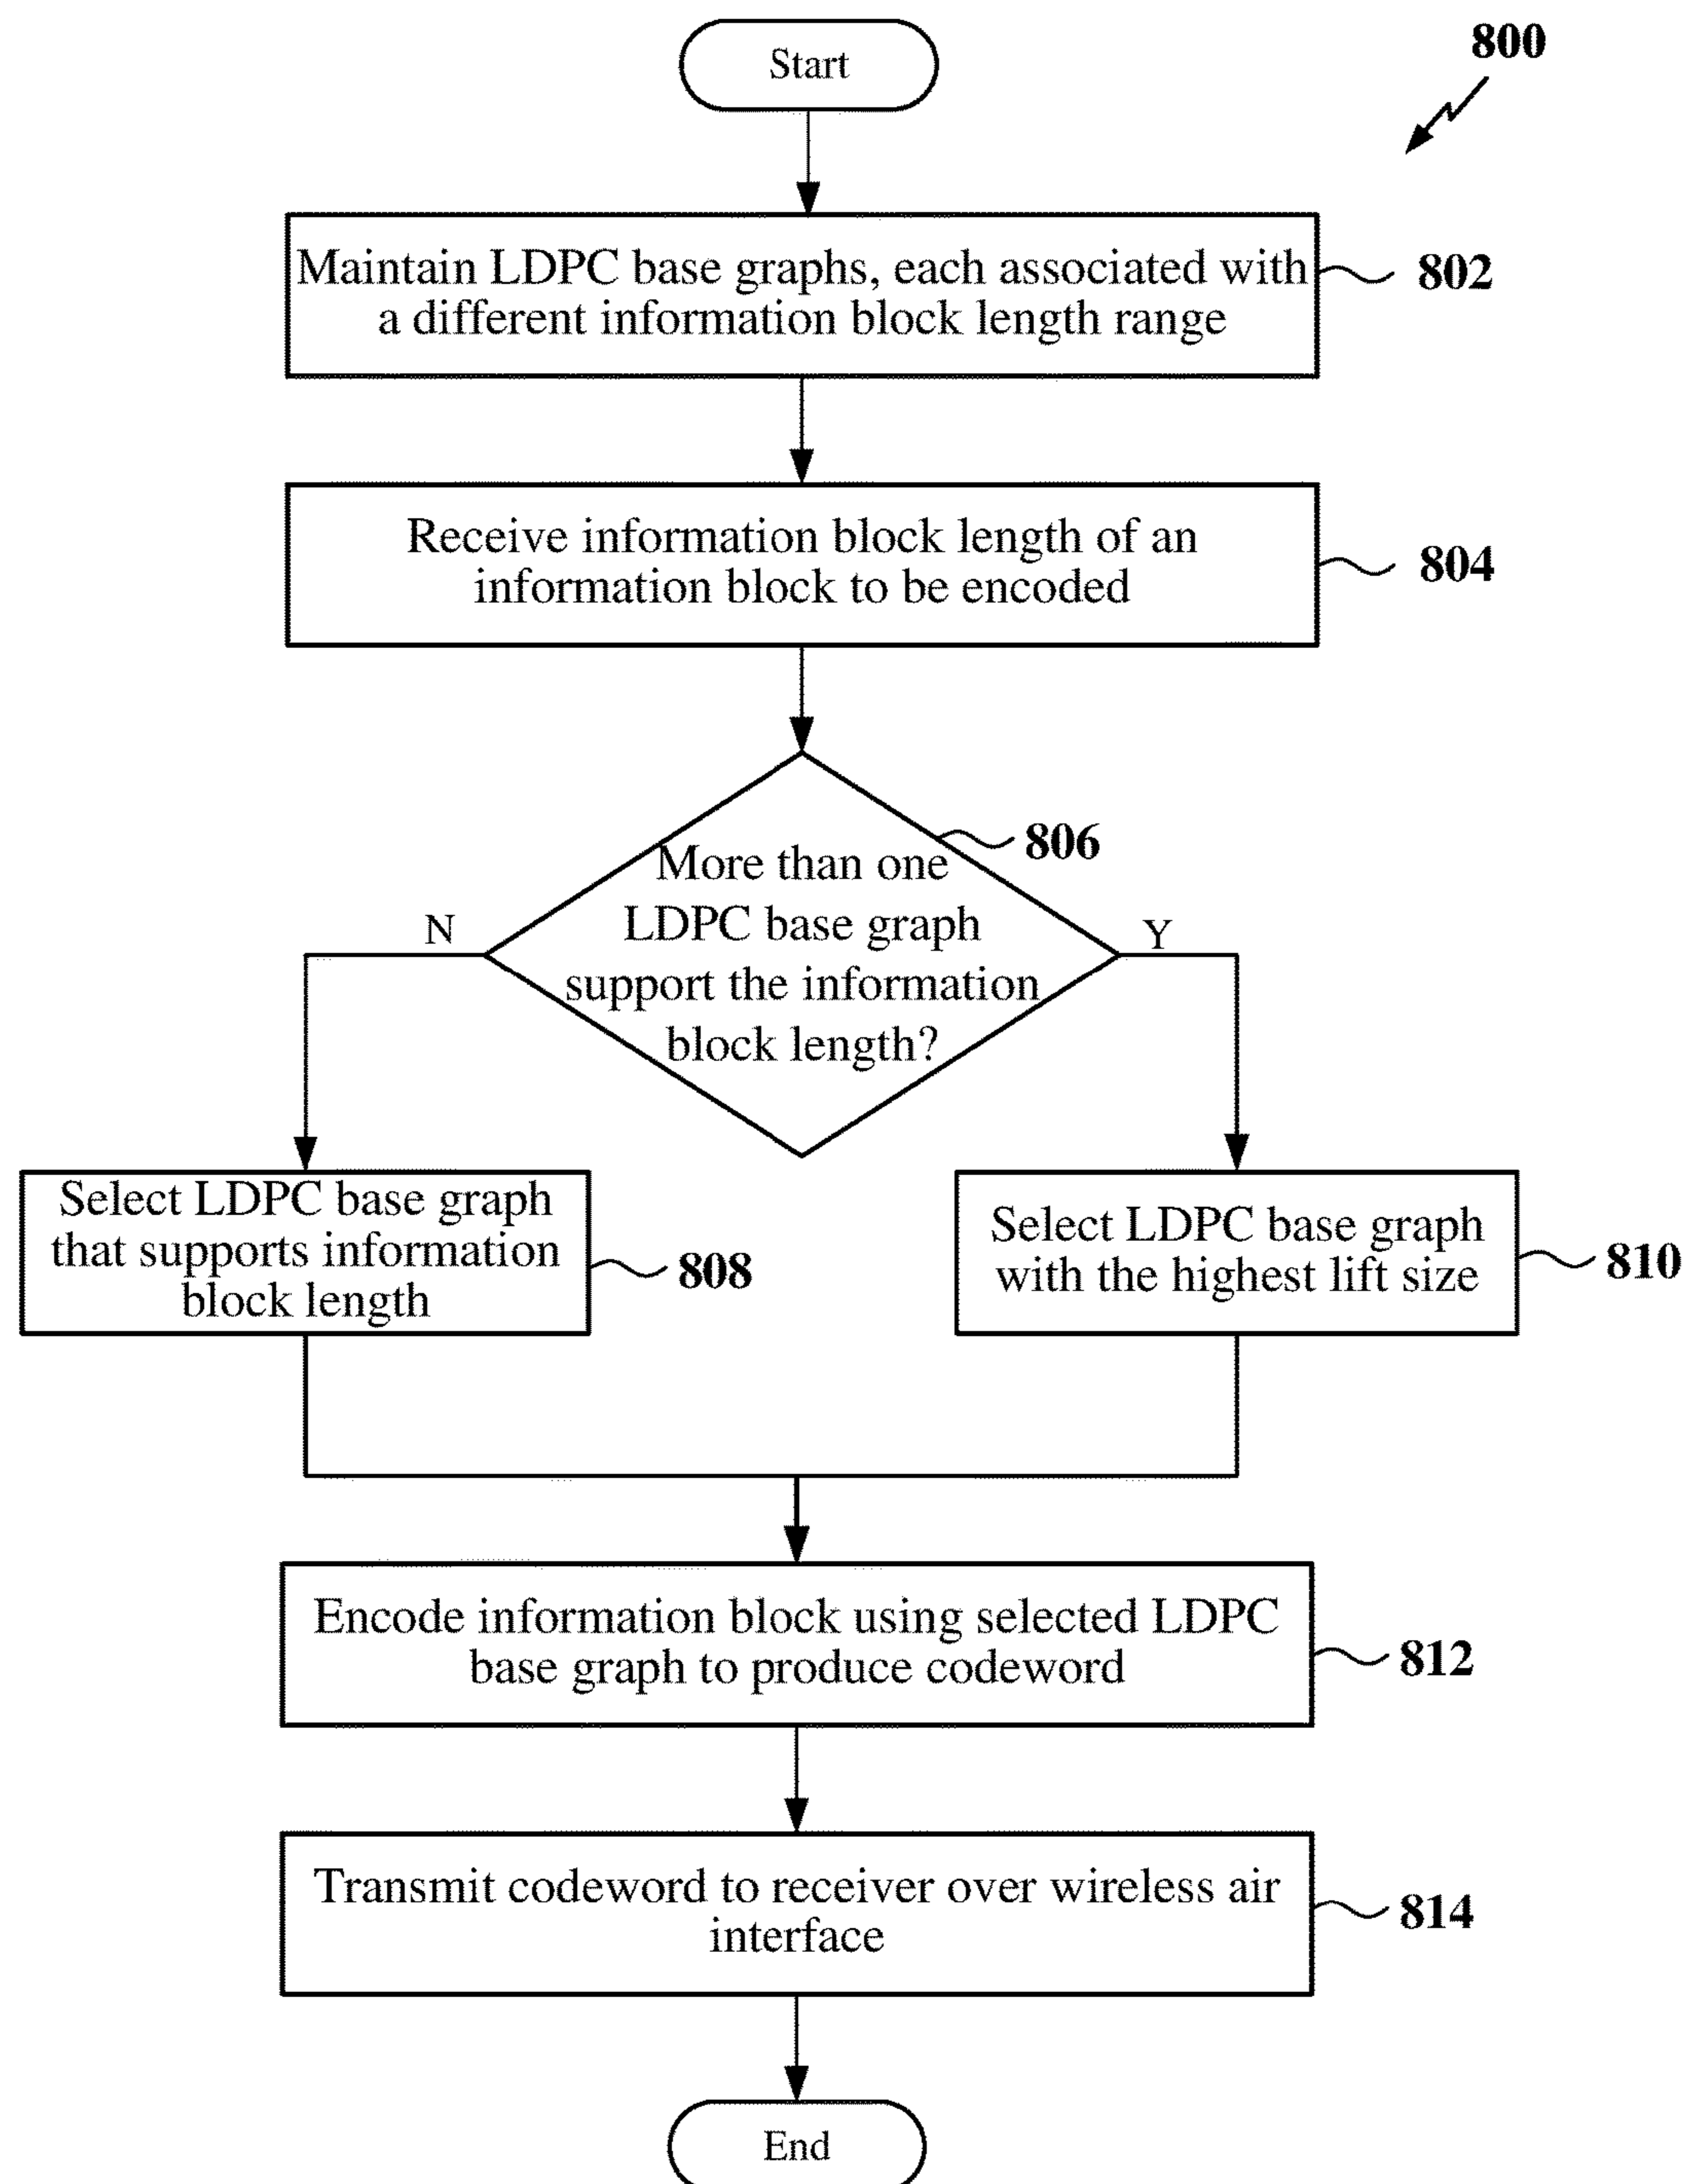 Start
800
Maintain LDPC base graphs, each associated with
a different information block length range
802
Receive information block length of an
information block to be encoded
804
806
More than one
LDPC base graph
support the information
block length?
N
Y
Select LDPC base graph
that supports information
block length
808
Select LDPC base graph
with the highest lift size
810
Encode information block using selected LDPC
base graph to produce codeword
812
Transmit codeword to receiver over wireless air
interface
814
End